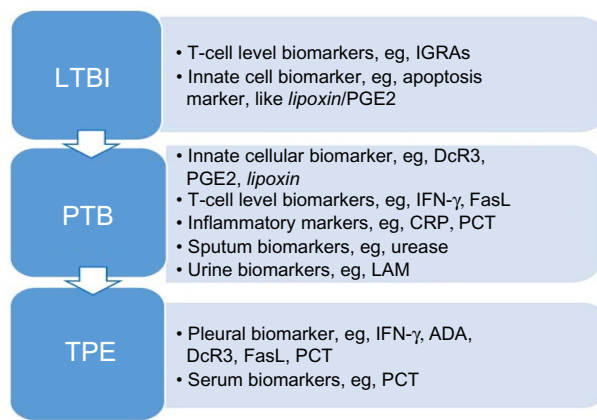 LTBI
• T-cell level biomarkers, eg, IGRAs
• Innate cell biomarker, eg, apoptosis
marker, like lipoxin/PGE2
PTB
• Innate cellular biomarker, eg, DcR3,
PGE2, lipoxin
• T-cell level biomarkers, eg, IFN-γ, FasL
• Inflammatory markers, eg, CRP, PCT
• Sputum biomarkers, eg, urease
• Urine biomarkers, eg, LAM
TPE
• Pleural biomarker, eg, IFN-γ, ADA,
DcR3, FasL, PCT
• Serum biomarkers, eg, PCT